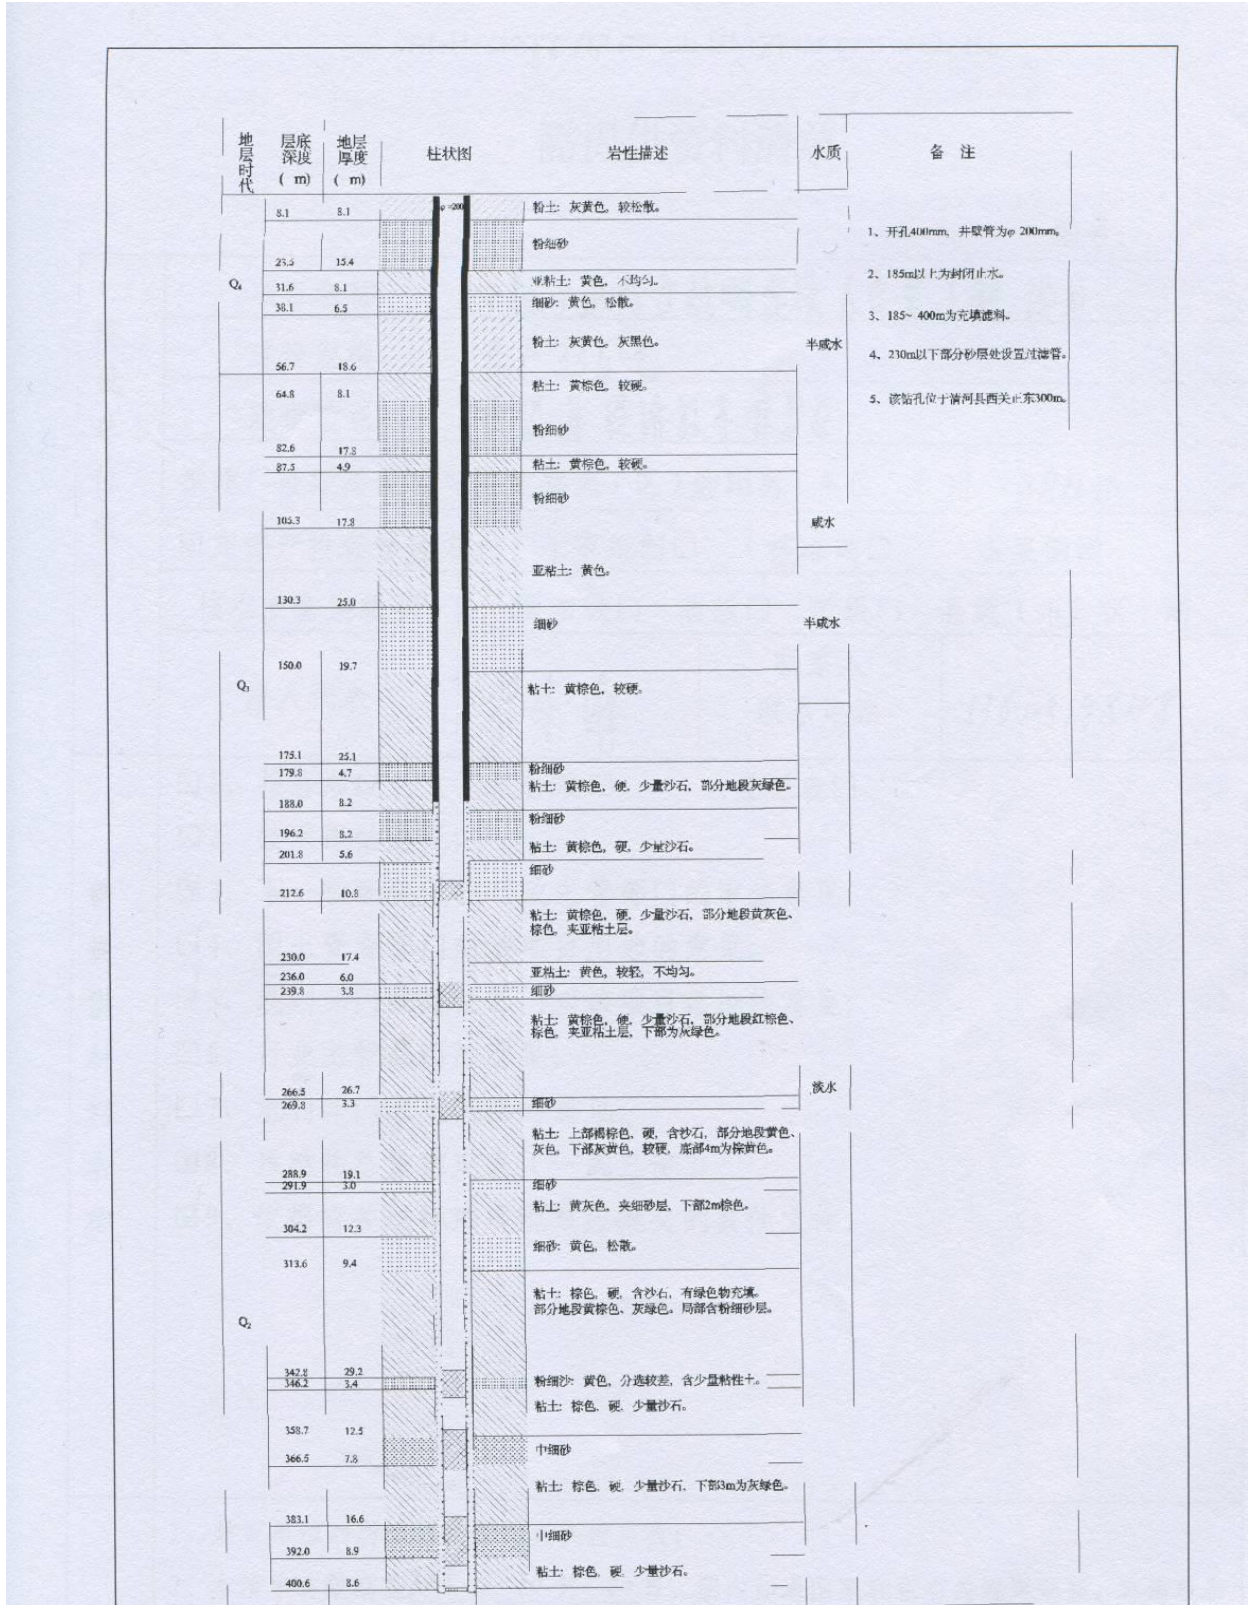 地层时代 层底深度 ( m) 地层厚度 ( m) 柱状图 岩性描述 水质 备 注
φ=200
8.1 8.1 粉土: 灰黄色, 较松散。
1、开孔400mm, 井壁管为φ 200mm。
23.5 15.4 粉细砂
2、185m以上为封闭止水。
Q₄ 31.6 8.1 亚粘土: 黄色, 不均匀。
38.1 6.5 细砂: 黄色, 松散。
3、185~ 400m为充填滤料。
56.7 18.6 粉土: 灰黄色, 灰黑色。 半咸水
4、230m以下部分砂层处设置过滤管。
64.8 8.1 粘土: 黄棕色, 较硬。
5、该钻孔位于清河县西关正东300m。
82.6 17.8 粉细砂
87.5 4.9 粘土: 黄棕色, 较硬。
105.3 17.8 粉细砂 咸水
130.3 25.0 亚粘土: 黄色。
150.0 19.7 细砂 半咸水
Q₃ 175.1 25.1 粘土: 黄棕色, 较硬。
179.8 4.7 粉细砂
188.0 8.2 粘土: 黄棕色, 硬, 少量沙石, 部分地段灰绿色。
196.2 8.2 粉细砂
201.8 5.6 粘土: 黄棕色, 硬, 少量沙石。
212.6 10.8 细砂
230.0 17.4 粘土: 黄棕色, 硬, 少量沙石, 部分地段黄灰色、
棕色, 夹亚粘土层。
236.0 6.0 亚粘土: 黄色, 较轻, 不均匀。
239.8 3.8 细砂
266.5 26.7 粘土: 黄棕色, 硬, 少量沙石, 部分地段红棕色、
棕色, 夹亚粘土层, 下部为灰绿色。
淡水
269.8 3.3 细砂
288.9 19.1 粘土: 上部褐棕色, 硬, 含沙石, 部分地段黄色、
灰色, 下部灰黄色, 较硬, 底部4m为棕黄色。
291.9 3.0 细砂
304.2 12.3 粘土: 黄灰色, 夹细砂层, 下部2m棕色。
313.6 9.4 细砂: 黄色, 松散。
Q₂ 342.8 29.2 粘土: 棕色, 硬, 含沙石, 有绿色物充填。
部分地段黄棕色、灰绿色。局部含粉细砂层。
346.2 3.4 粉细沙: 黄色, 分选较差, 含少量粘性土。
358.7 12.5 粘土: 棕色, 硬, 少量沙石。
366.5 7.8 中细砂
383.1 16.6 粘土: 棕色, 硬, 少量沙石, 下部3m为灰绿色。
392.0 8.9 中细砂
400.6 8.6 粘土: 棕色, 硬, 少量沙石。